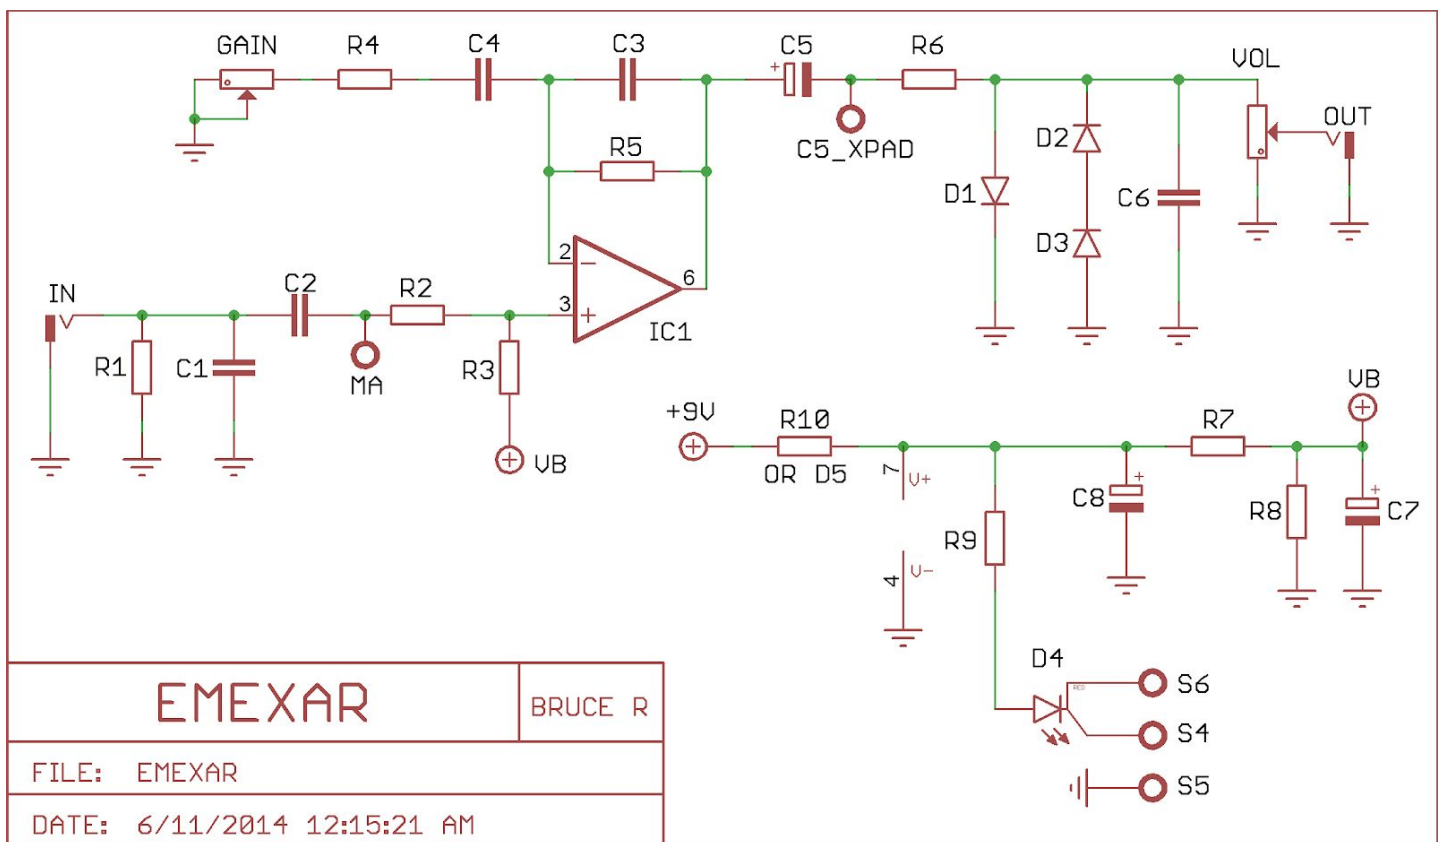 GAIN
R4
C4
C3
C5
+
R6
VOL
OUT
C5_XPAD
R5
D1
D2
D3
C6
2
3
6
IC1
IN
C2
R2
R1
C1
MA
R3
VB
+9V
R10
OR D5
7
V+
4
V-
R9
C8
+
R7
R8
VB
+
C7
D4
RED
S6
S4
S5
EMEXAR
BRUCE R
FILE: EMEXAR
DATE: 6/11/2014 12:15:21 AM